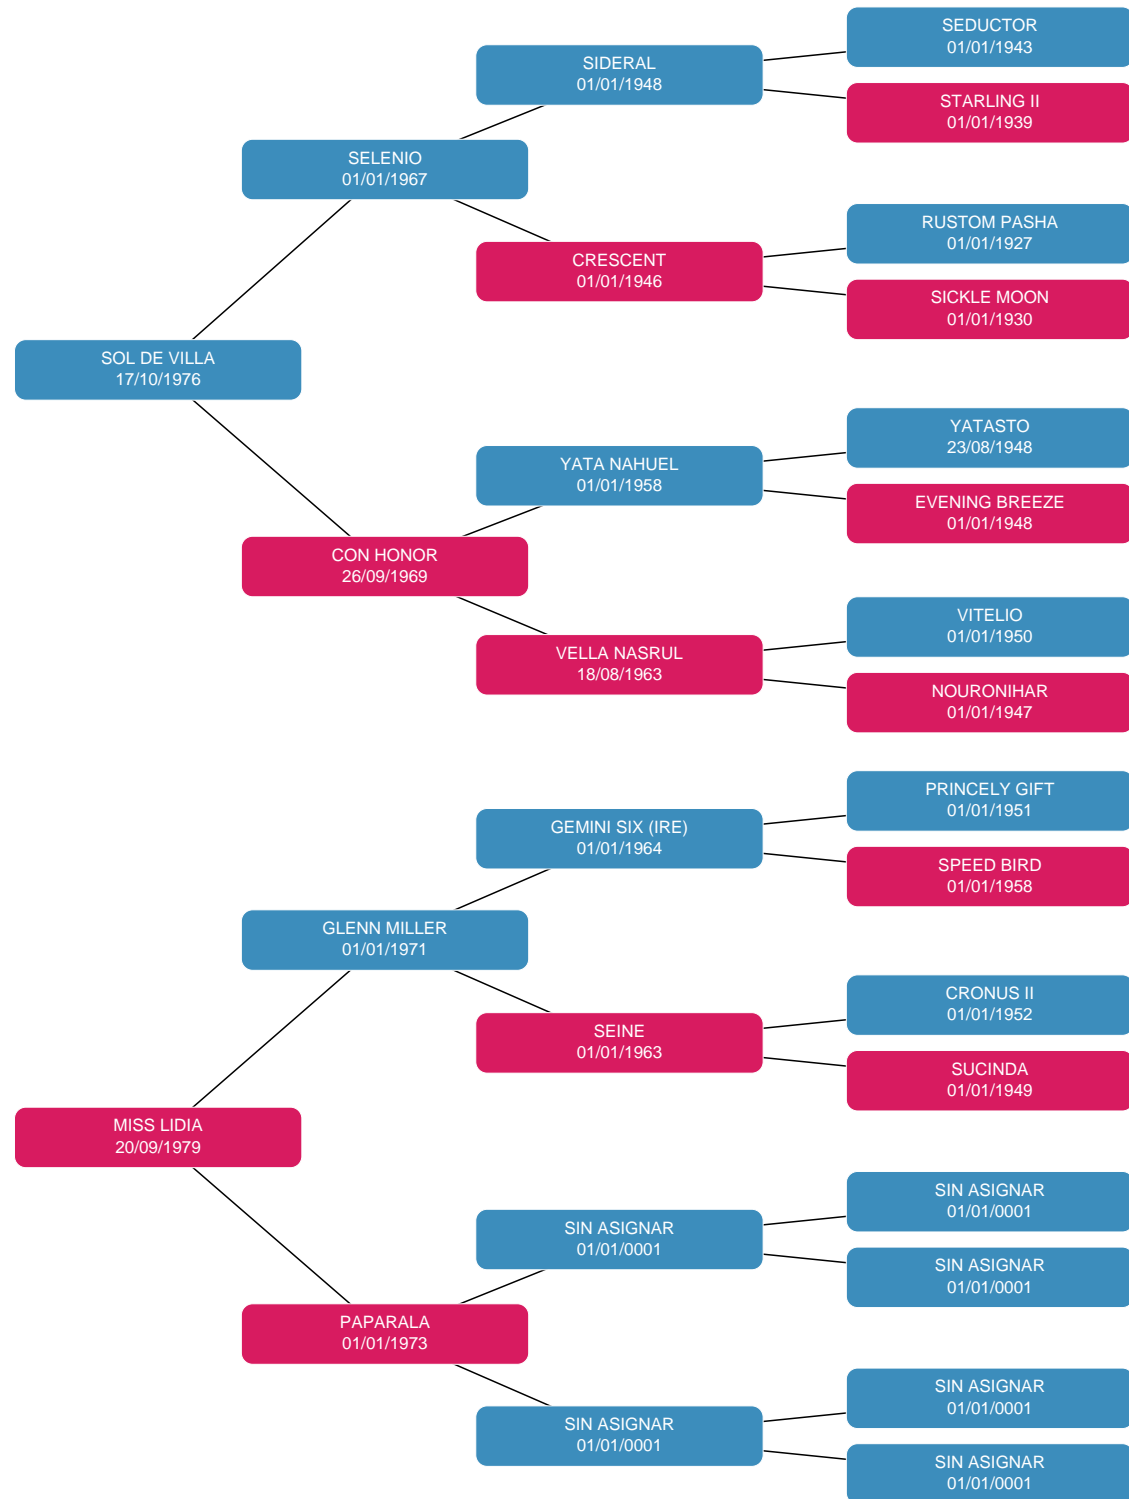 SEDUCTOR
01/01/1943
SIDERAL
01/01/1948
STARLING II
01/01/1939
SELENIO
01/01/1967
RUSTOM PASHA
01/01/1927
CRESCENT
01/01/1946
SICKLE MOON
01/01/1930
SOL DE VILLA
17/10/1976
YATASTO
23/08/1948
YATA NAHUEL
01/01/1958
EVENING BREEZE
01/01/1948
CON HONOR
26/09/1969
VITELIO
01/01/1950
VELLA NASRUL
18/08/1963
NOURONIHAR
01/01/1947
PRINCELY GIFT
01/01/1951
GEMINI SIX (IRE)
01/01/1964
SPEED BIRD
01/01/1958
GLENN MILLER
01/01/1971
CRONUS II
01/01/1952
SEINE
01/01/1963
SUCINDA
01/01/1949
MISS LIDIA
20/09/1979
SIN ASIGNAR
01/01/0001
SIN ASIGNAR
01/01/0001
SIN ASIGNAR
01/01/0001
PAPARALA
01/01/1973
SIN ASIGNAR
01/01/0001
SIN ASIGNAR
01/01/0001
SIN ASIGNAR
01/01/0001